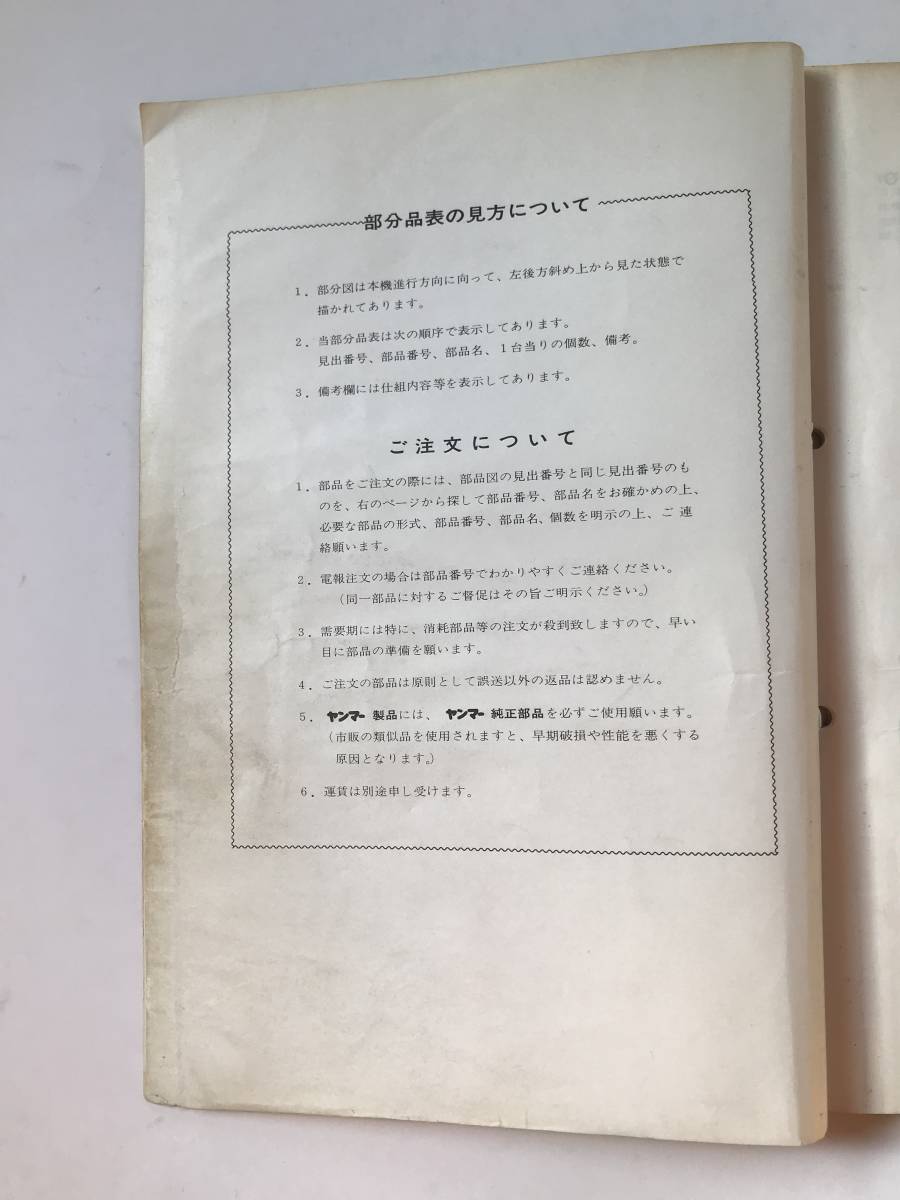 部分品表の見方について
1．部分図は本機進行方向に向って、左後方斜め上から見た状態で
描かれてあります。
2．当部分品表は次の順序で表示してあります。
見出番号、部品番号、部品名、1台当りの個数、備考。
3．備考欄には仕組内容等を表示してあります。
ご注文について
1．部品をご注文の際には、部品図の見出番号と同じ見出番号のも
のを、右のページから探して部品番号、部品名をお確かめの上、
必要な部品の形式、部品番号、部品名、個数を明示の上、ご連
絡願います。
2．電報注文の場合は部品番号でわかりやすくご連絡ください。
（同一部品に対するご督促はその旨ご明示ください。）
3．需要期には特に、消耗部品等の注文が殺到致しますので、早い
目に部品の準備を願います。
4．ご注文の部品は原則として誤送以外の返品は認めません。
5．ヤンマー製品には、ヤンマー純正部品を必ずご使用願います。
（市販の類似品を使用されますと、早期破損や性能を悪くする
原因となります。）
6．運賃は別途申し受けます。